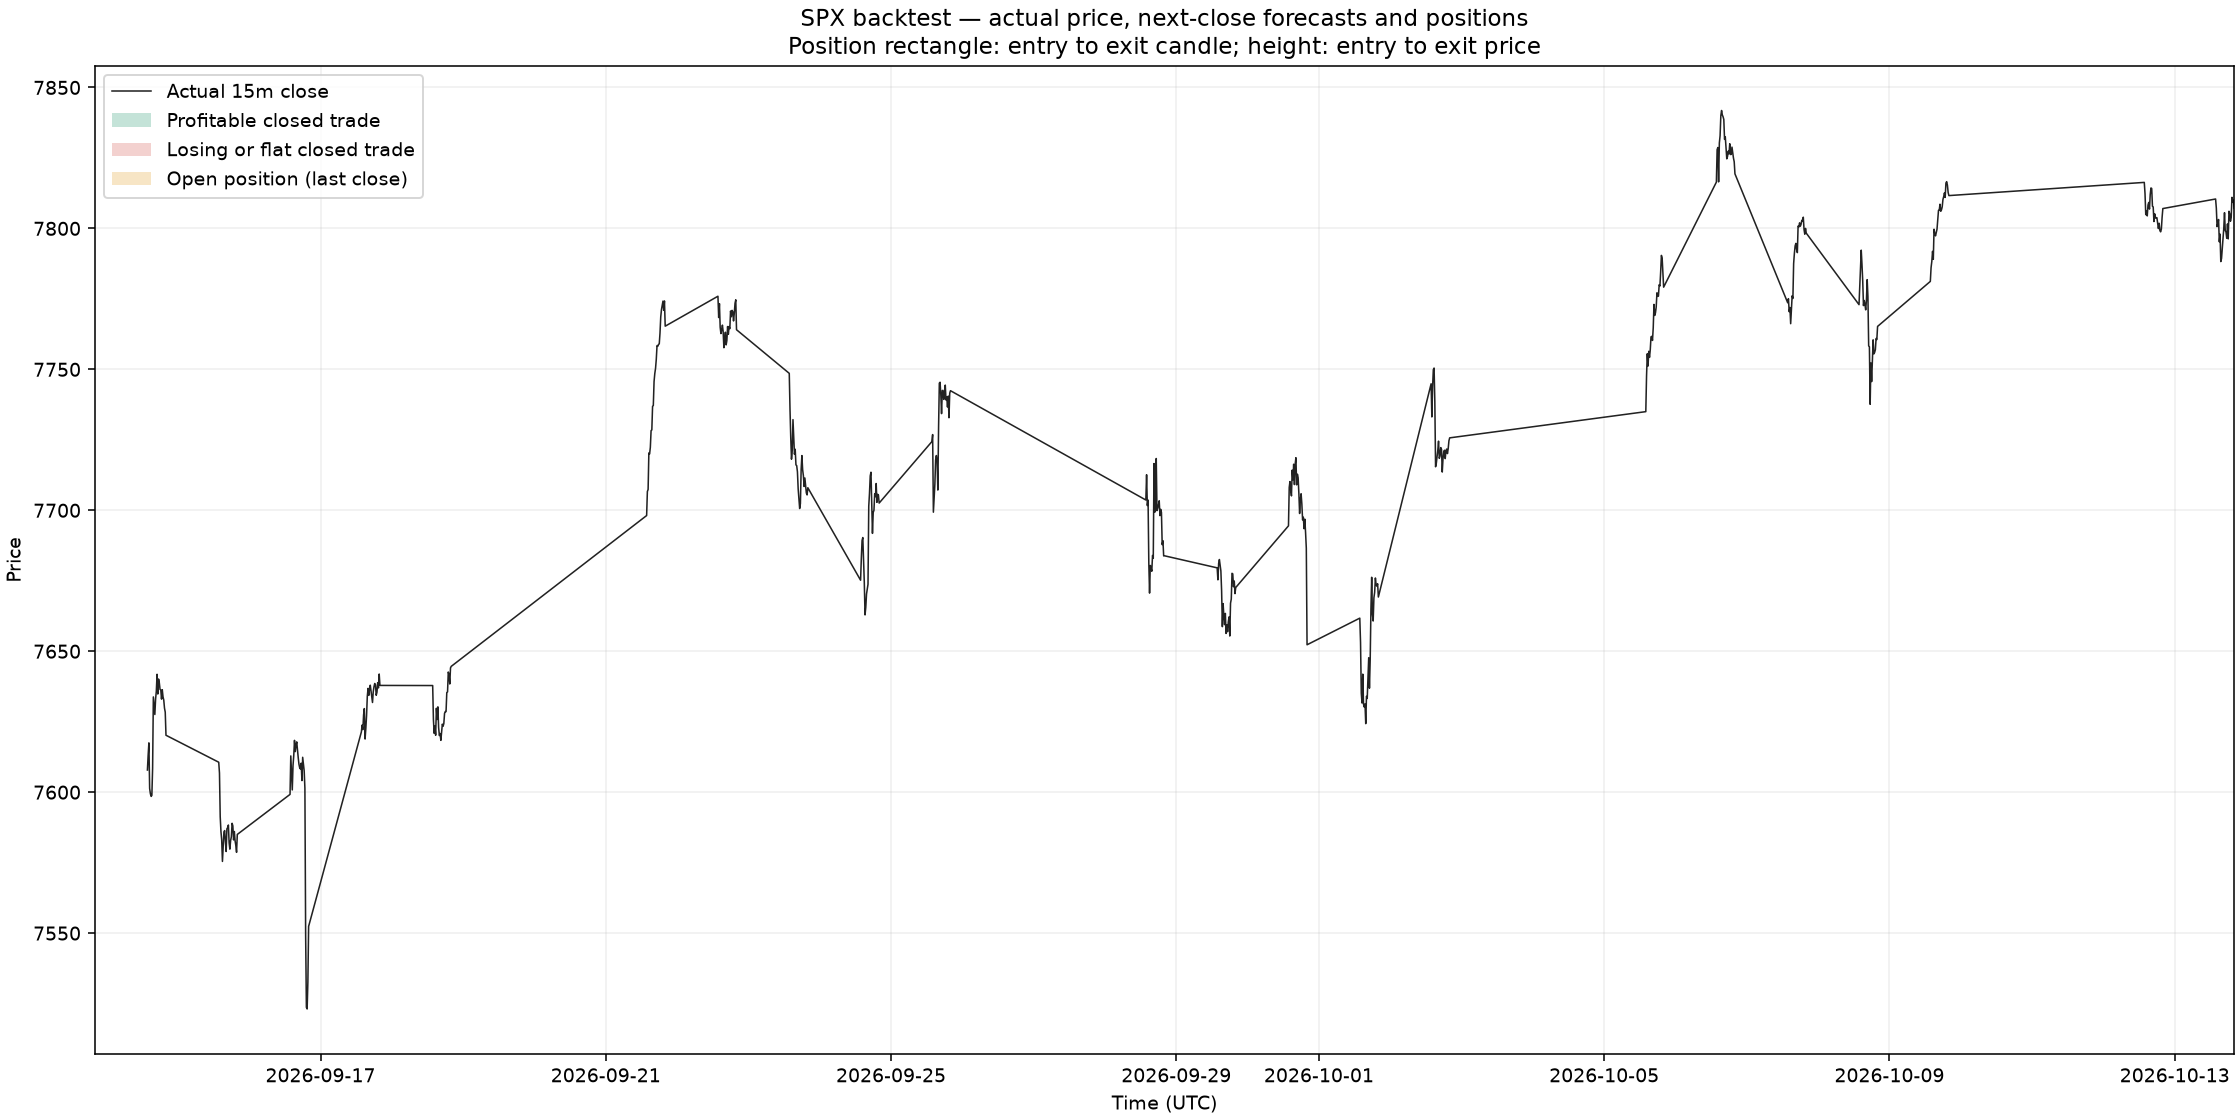 SPX backtest — actual price, next-close forecasts and positions
Position rectangle: entry to exit candle; height: entry to exit price
Actual 15m close
Profitable closed trade
Losing or flat closed trade
Open position (last close)
7850
7800
7750
7700
7650
7600
7550
Price
2026-09-17
2026-09-21
2026-09-25
2026-09-29
2026-10-01
2026-10-05
2026-10-09
2026-10-13
Time (UTC)